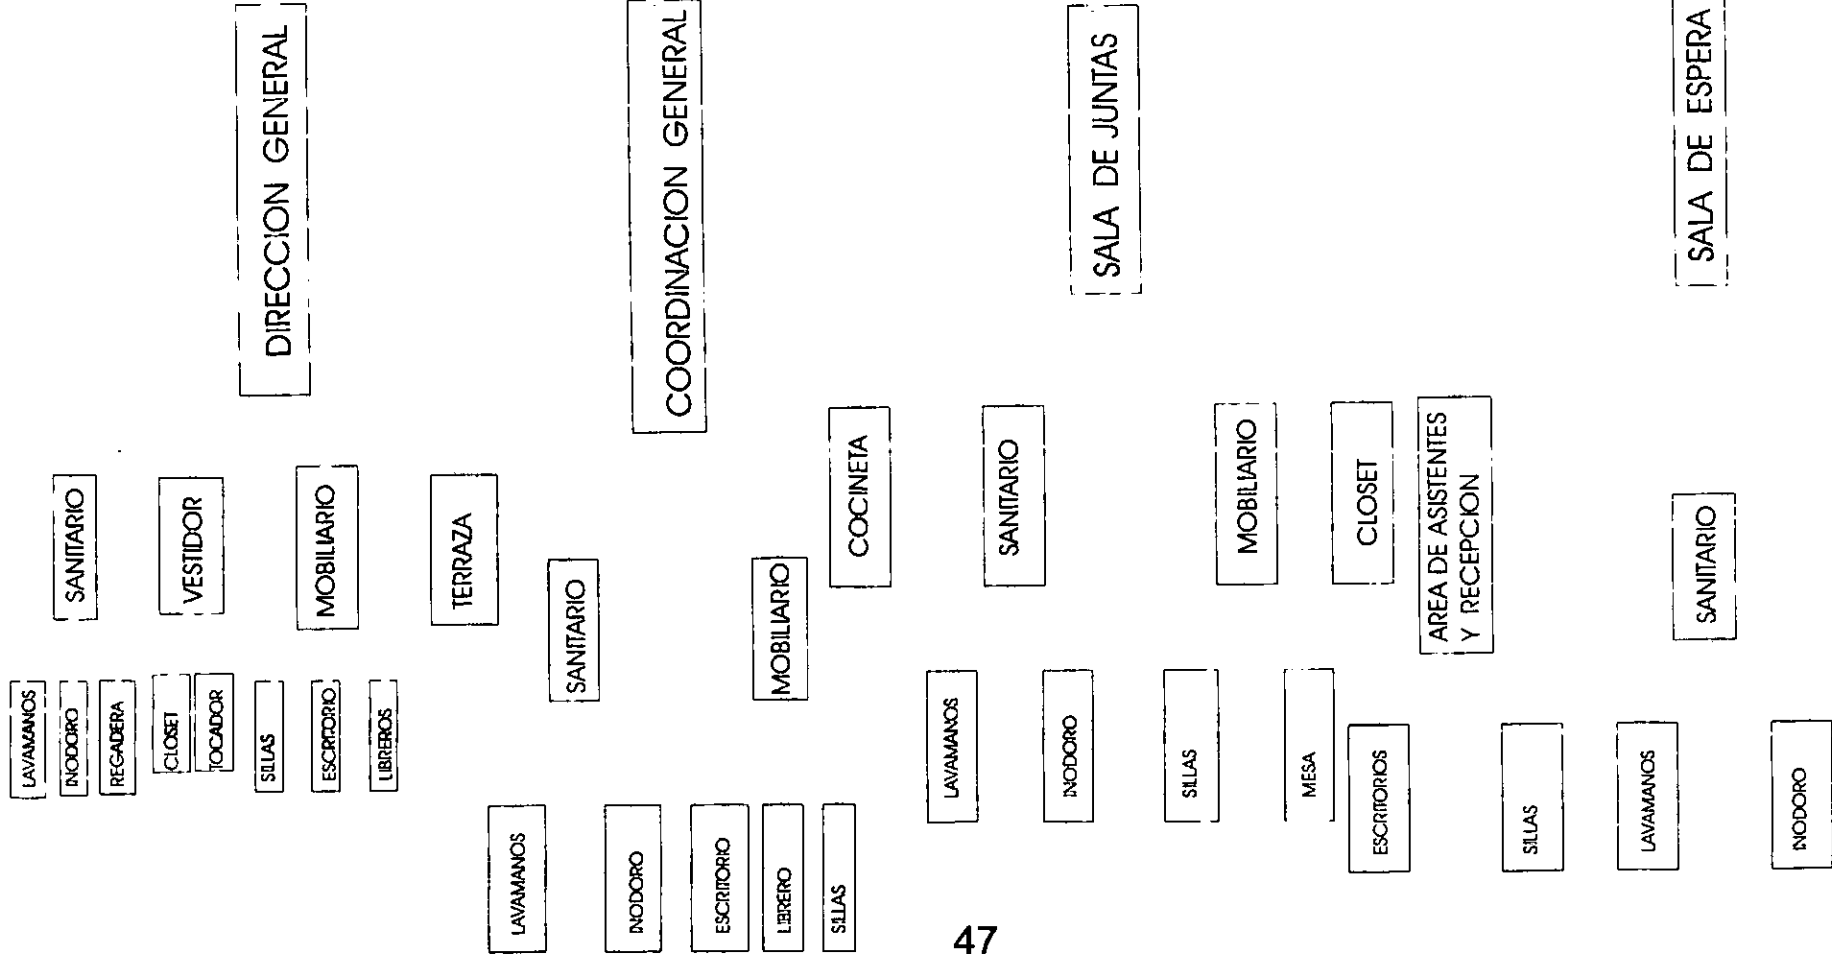 DIRECCION GENERAL
COORDINACION GENERAL
SALA DE JUNTAS
SALA DE ESPERA
SANITARIO
VESTIDOR
MOBILIARIO
TERRAZA
SANITARIO
MOBILIARIO
COCINETA
SANITARIO
MOBILIARIO
CLOSET
AREA DE ASISTENTES
Y RECEPCION
SANITARIO
LAVAMANOS
INODORO
REGADERA
CLOSET
TOCADOR
SILLAS
ESCRITORIO
LIBREROS
LAVAMANOS
INODORO
ESCRITORIO
LIBRERO
SILLAS
LAVAMANOS
INODORO
SILLAS
MESA
ESCRITORIOS
SILLAS
LAVAMANOS
INODORO
47